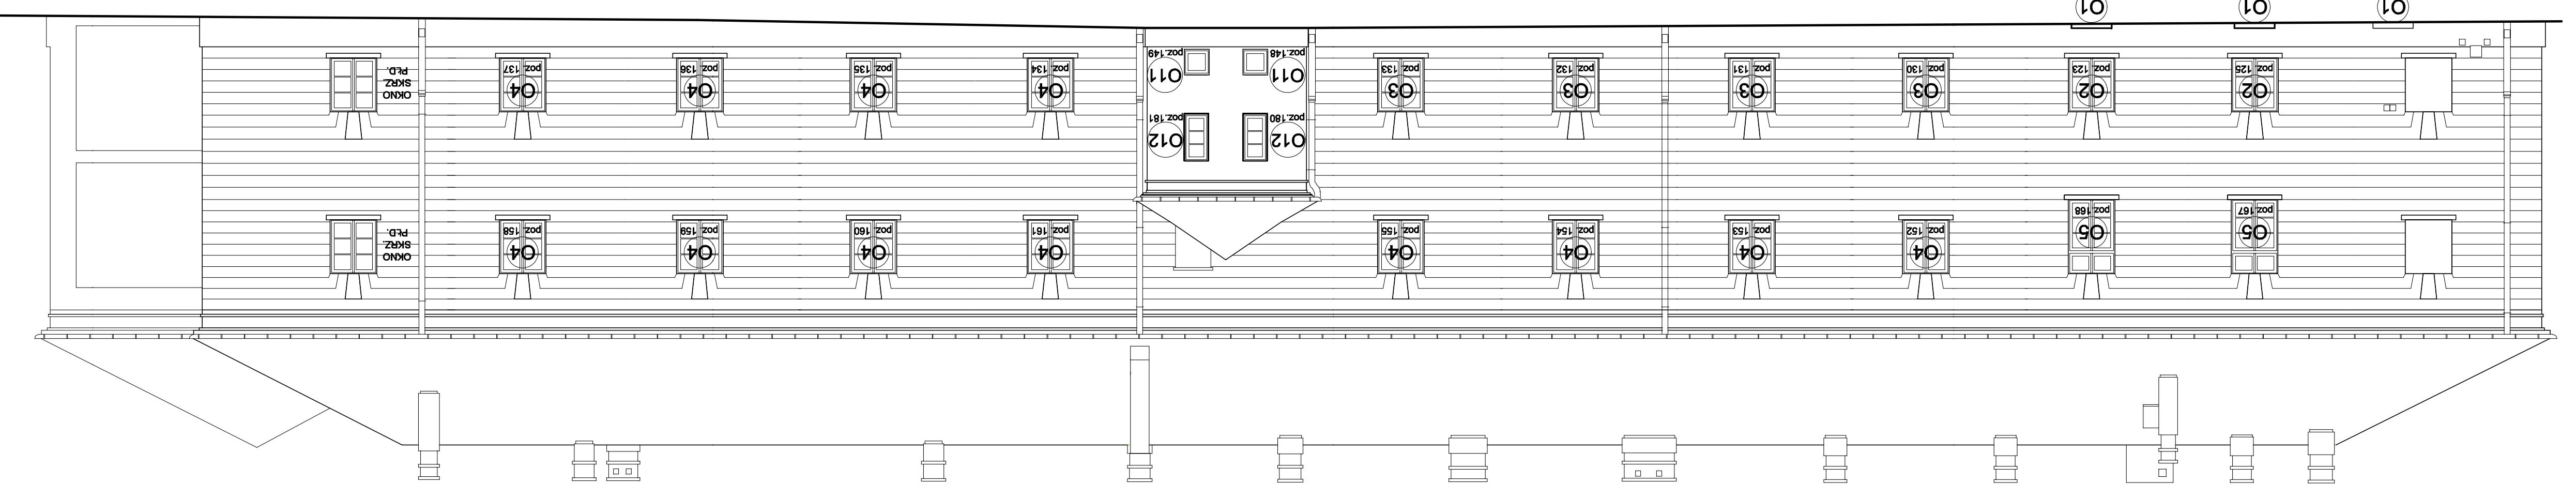 O5
poz. 167
O5
poz. 168
O4
poz. 152
O4
poz. 153
O4
poz. 154
O4
poz. 155
O4
poz. 161
O4
poz. 160
O4
poz. 159
O4
poz. 158
OKNO
SKRZ.
PŁD.
O12
poz.180
O12
poz.181
O2
poz. 125
O2
poz. 123
O3
poz. 130
O3
poz. 131
O3
poz. 132
O3
poz. 133
O11
poz.148
O11
poz.149
O4
poz. 134
O4
poz. 135
O4
poz. 136
O4
poz. 137
OKNO
SKRZ.
PŁD.
O1
O1
O1